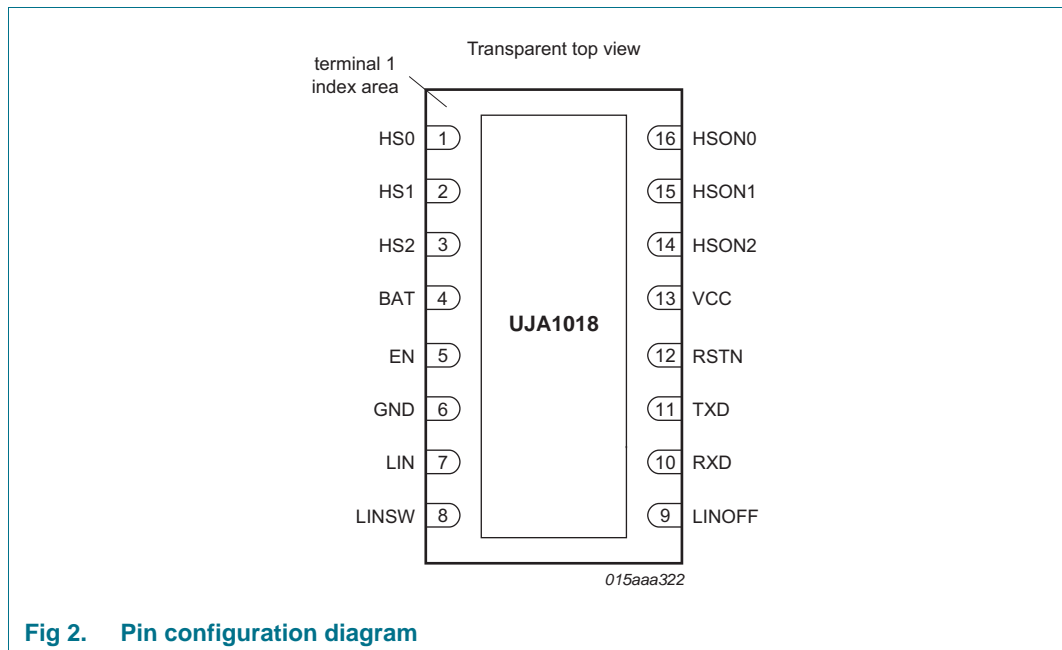 Transparent top view
terminal 1
index area
HS0 1
16 HSON0
HS1 2
15 HSON1
HS2 3
14 HSON2
BAT 4
13 VCC
UJA1018
EN 5
12 RSTN
GND 6
11 TXD
LIN 7
10 RXD
LINSW 8
9 LINOFF
015aaa322
Fig 2. Pin configuration diagram